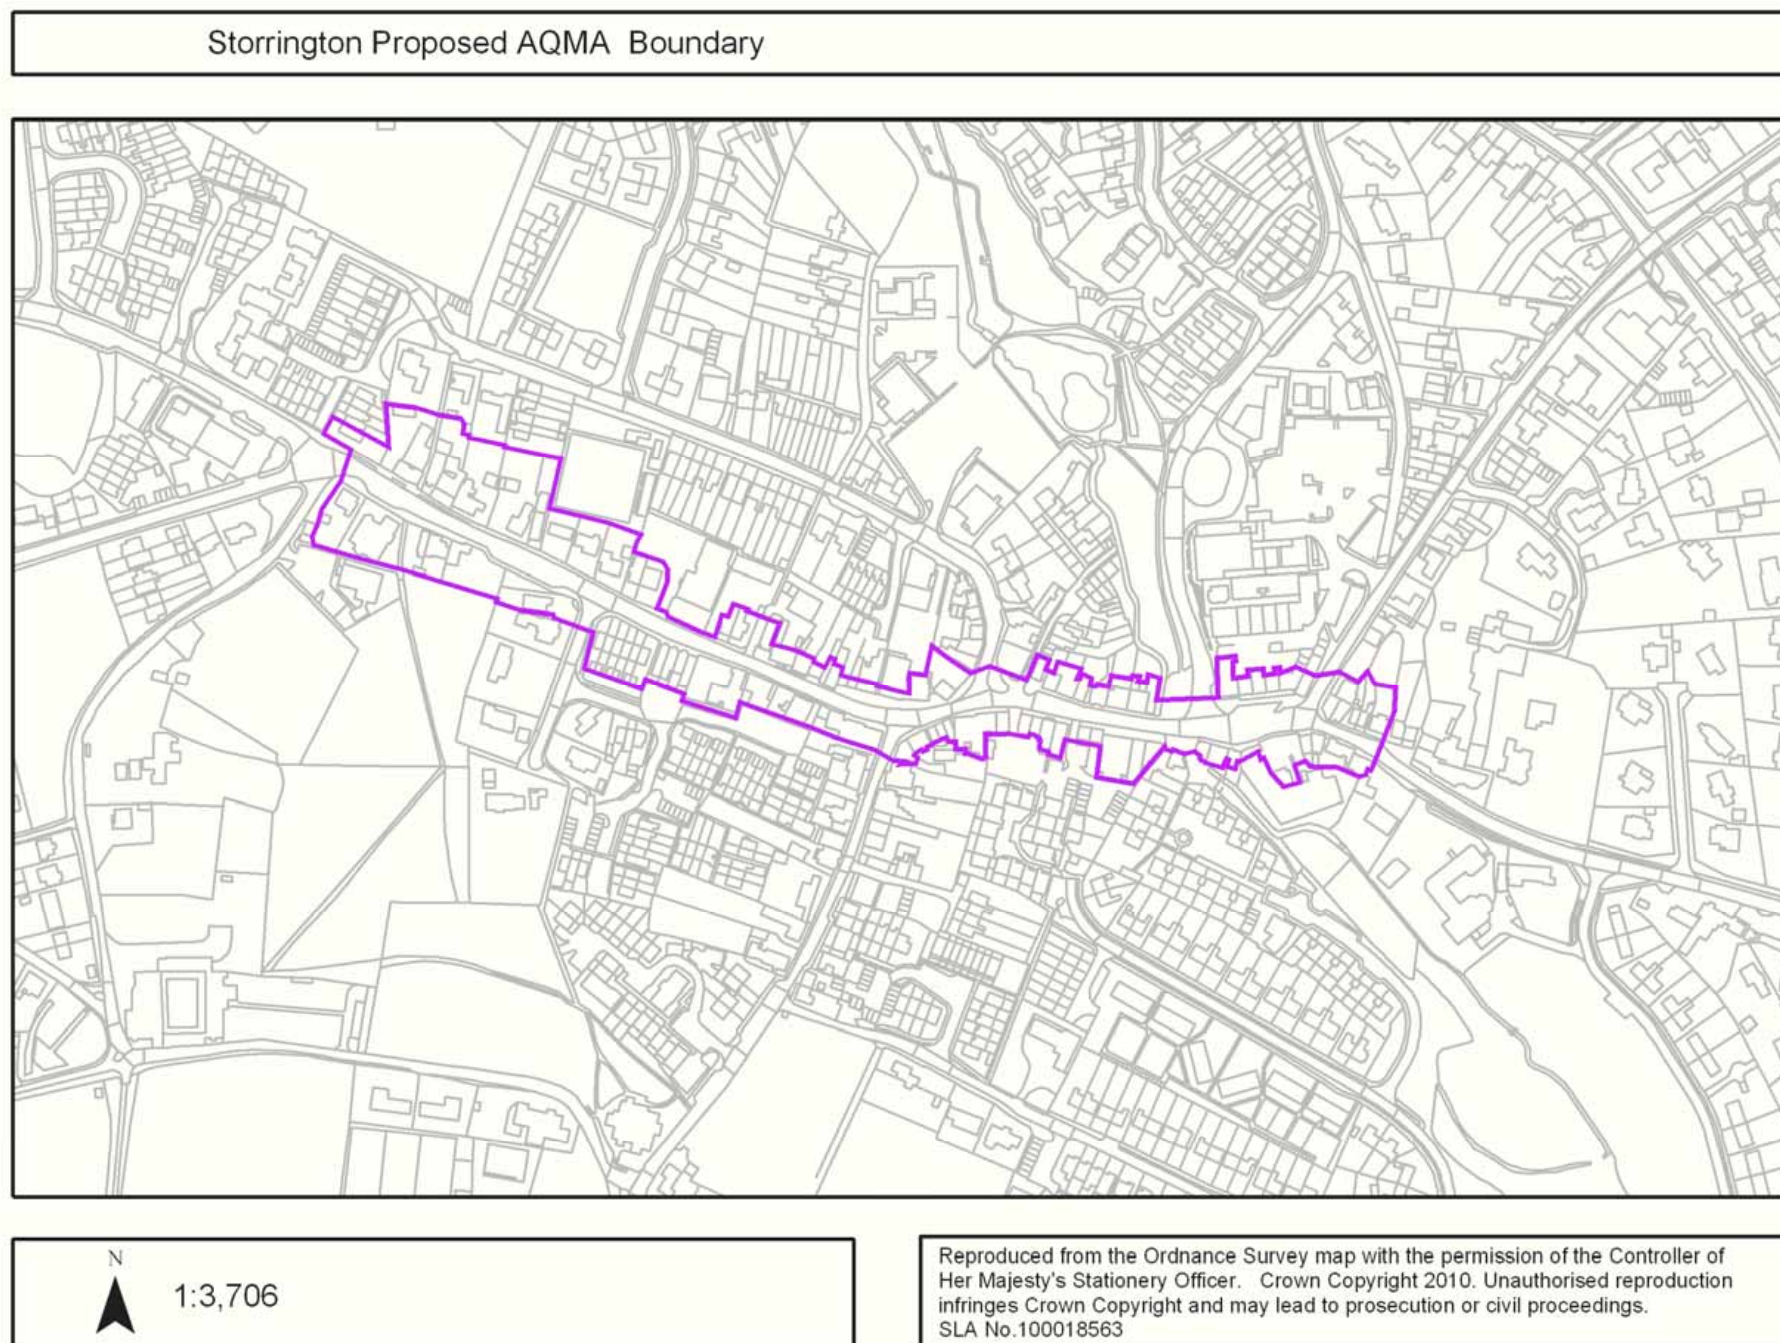 Storrington Proposed AQMA Boundary
N
1:3,706
Reproduced from the Ordnance Survey map with the permission of the Controller of
Her Majesty's Stationery Officer. Crown Copyright 2010. Unauthorised reproduction
infringes Crown Copyright and may lead to prosecution or civil proceedings.
SLA No.100018563